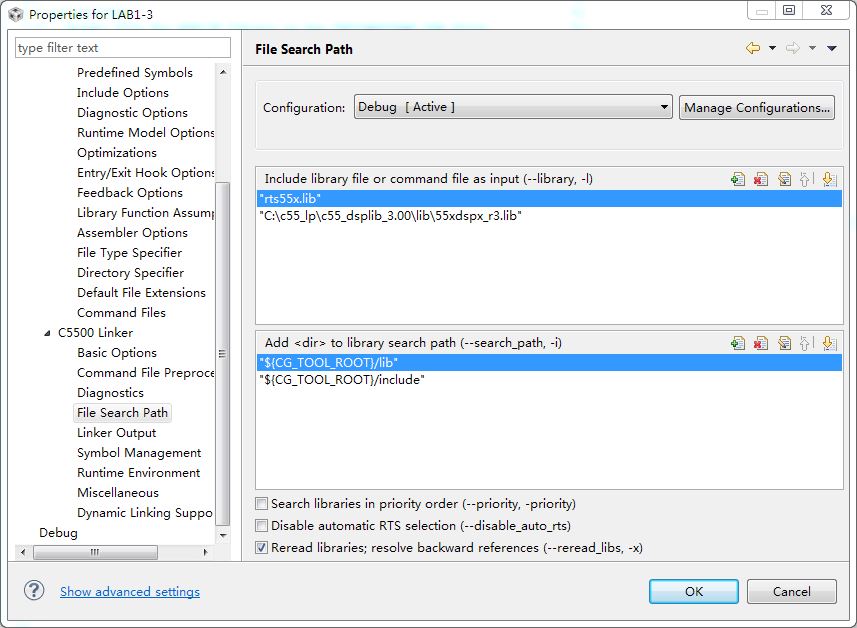 Properties for LAB1-3
type filter text
Predefined Symbols
Include Options
Diagnostic Options
Runtime Model Options
Optimizations
Entry/Exit Hook Options
Feedback Options
Library Function Assump
Assembler Options
File Type Specifier
Directory Specifier
Default File Extensions
Command Files
C5500 Linker
Basic Options
Command File Preproce
Diagnostics
File Search Path
Linker Output
Symbol Management
Runtime Environment
Miscellaneous
Dynamic Linking Suppo
Debug
File Search Path
Configuration: Debug [ Active ] Manage Configurations...
Include library file or command file as input (--library, -l)
"rts55x.lib"
"C:\c55_lp\c55_dsplib_3.00\lib\55xdspx_r3.lib"
Add <dir> to library search path (--search_path, -i)
"${CG_TOOL_ROOT}/lib"
"${CG_TOOL_ROOT}/include"
Search libraries in priority order (--priority, -priority)
Disable automatic RTS selection (--disable_auto_rts)
Reread libraries; resolve backward references (--reread_libs, -x)
Show advanced settings
OK Cancel